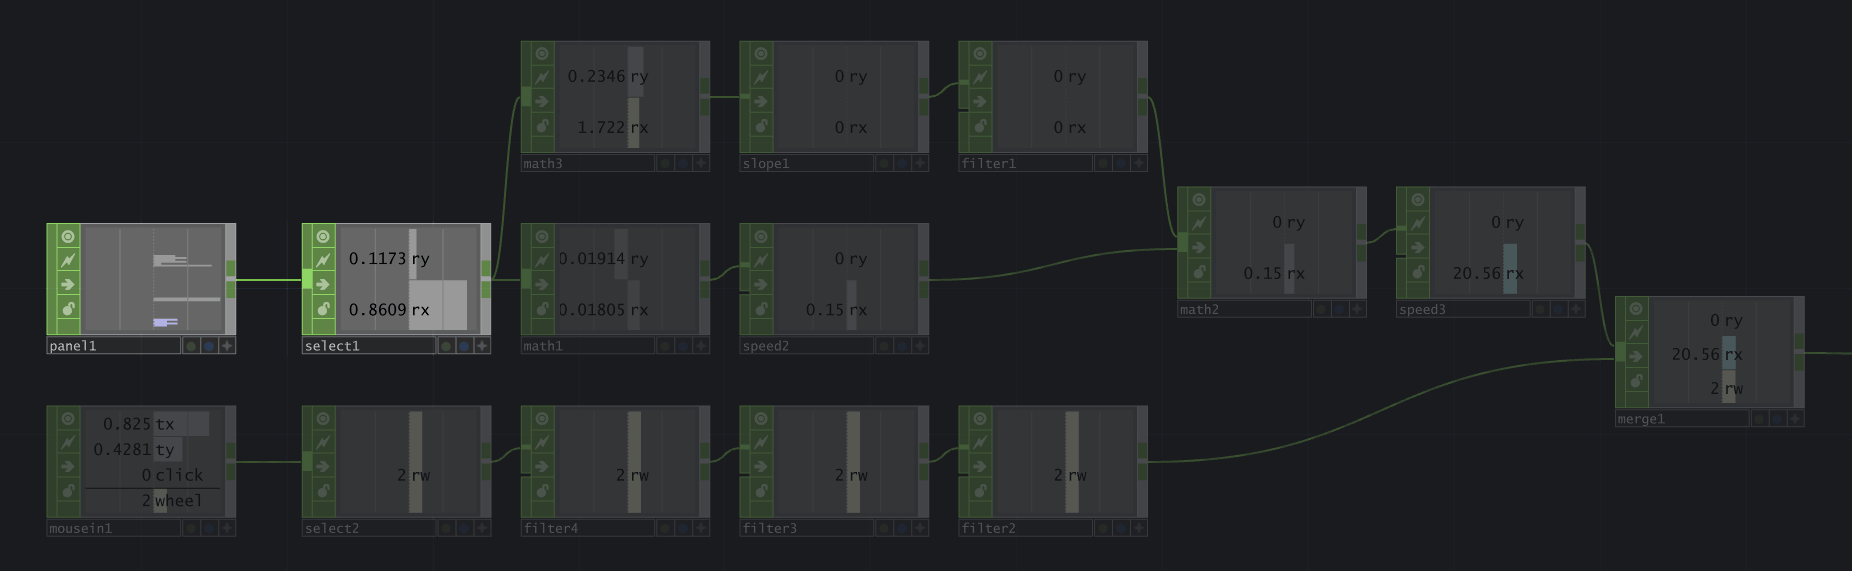 0.2346 ry
1.722 rx
math3
0 ry
0 rx
slope1
0 ry
0 rx
filter1
panel1
0.1173 ry
0.8609 rx
select1
0.01914 ry
0.01805 rx
math1
0.15 rx
speed2
0 ry
0.15 rx
math2
0 ry
20.56 rx
speed3
0 ry
20.56 rx
2 rw
merge1
0.825 tx
0.4281 ty
0 click
2 wheel
mousein1
2 rw
select2
2 rw
filter4
2 rw
filter3
2 rw
filter2